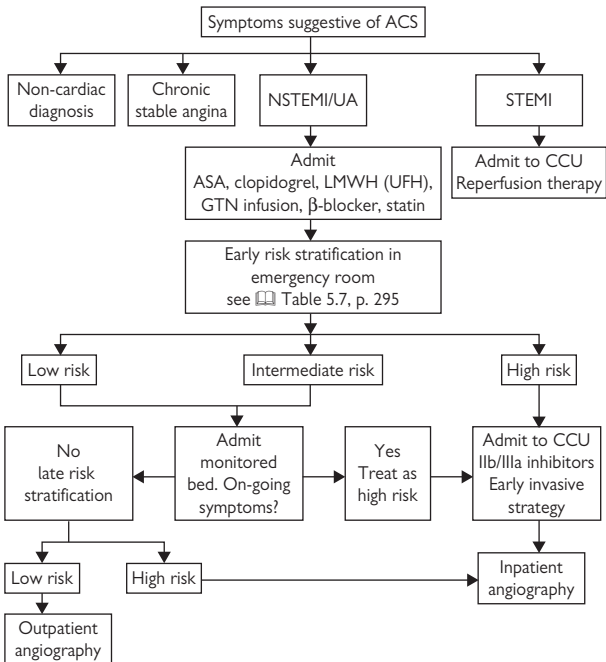 Symptoms suggestive of ACS
Non-cardiac
diagnosis
Chronic
stable angina
NSTEMI/UA
STEMI
Admit
ASA, clopidogrel, LMWH (UFH),
GTN infusion, β-blocker, statin
Admit to CCU
Reperfusion therapy
Early risk stratification in
emergency room
see 📖 Table 5.7, p. 295
Low risk
Intermediate risk
High risk
No
late risk
stratification
Admit
monitored
bed. On-going
symptoms?
Yes
Treat as
high risk
Admit to CCU
IIb/IIIa inhibitors
Early invasive
strategy
Low risk
High risk
Inpatient
angiography
Outpatient
angiography